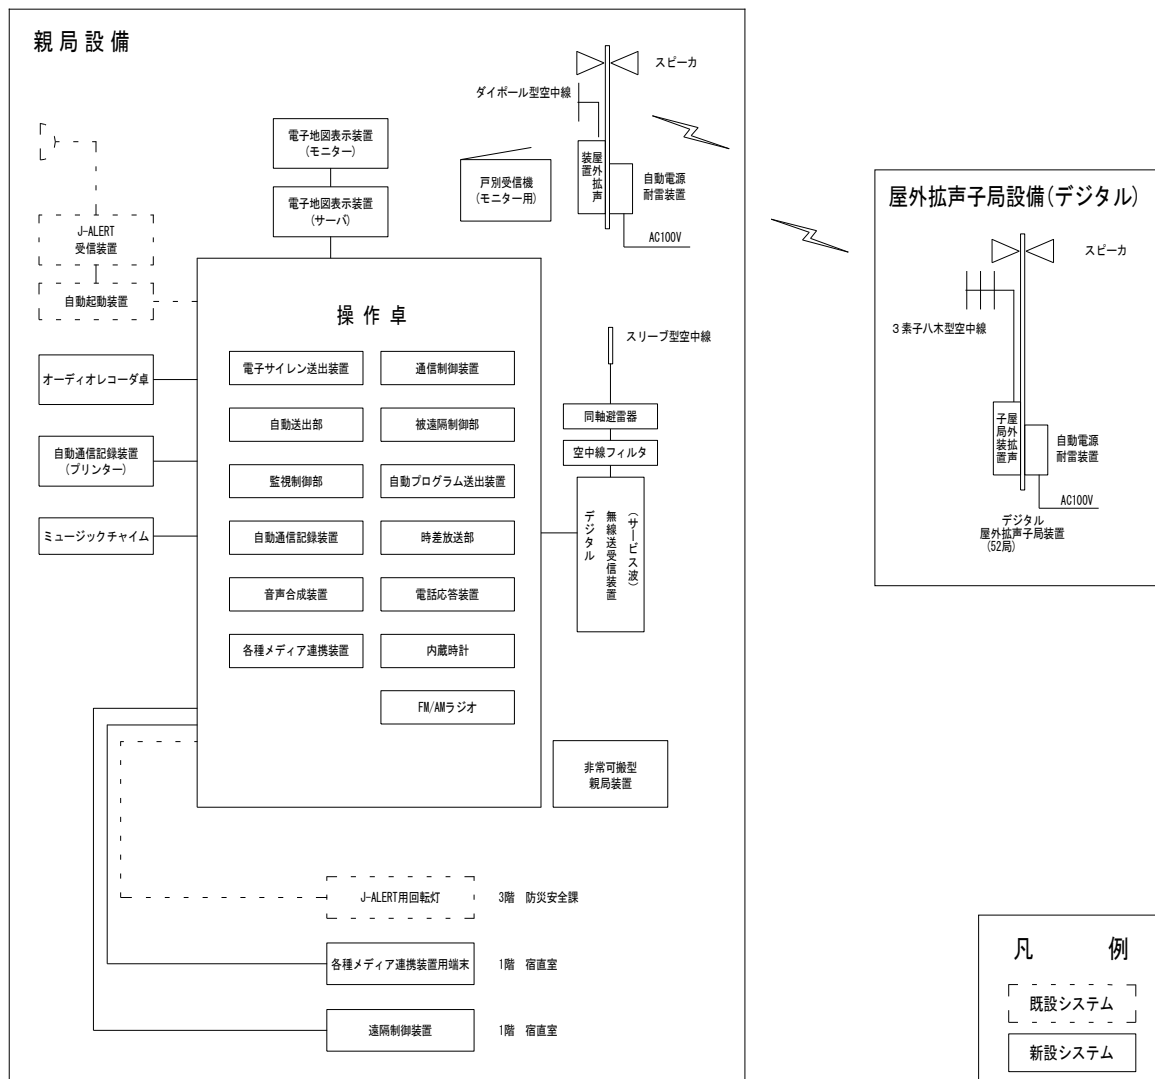 親局設備
スピーカ
ダイポール型空中線
電子地図表示装置
(モニター)
屋外拡声
装置
戸別受信機
(モニター用)
自動電源
耐雷装置
電子地図表示装置
(サーバ)
AC100V
J-ALERT
受信装置
自動起動装置
操作卓
スリーブ型空中線
オーディオレコーダ卓
電子サイレン送出装置
通信制御装置
同軸避雷器
自動送出部
被遠隔制御部
空中線フィルタ
自動通信記録装置
(プリンター)
監視制御部
自動プログラム送出装置
ミュージックチャイム
自動通信記録装置
時差放送部
(サービス波)
無線送受信装置
デジタル
音声合成装置
電話応答装置
各種メディア連携装置
内蔵時計
FM/AMラジオ
非常可搬型
親局装置
J-ALERT用回転灯
3階 防災安全課
各種メディア連携装置用端末
1階 宿直室
遠隔制御装置
1階 宿直室
屋外拡声子局設備(デジタル)
スピーカ
3素子八木型空中線
屋外拡声
子局装置
自動電源
耐雷装置
AC100V
デジタル
屋外拡声子局装置
(52局)
凡 例
既設システム
新設システム